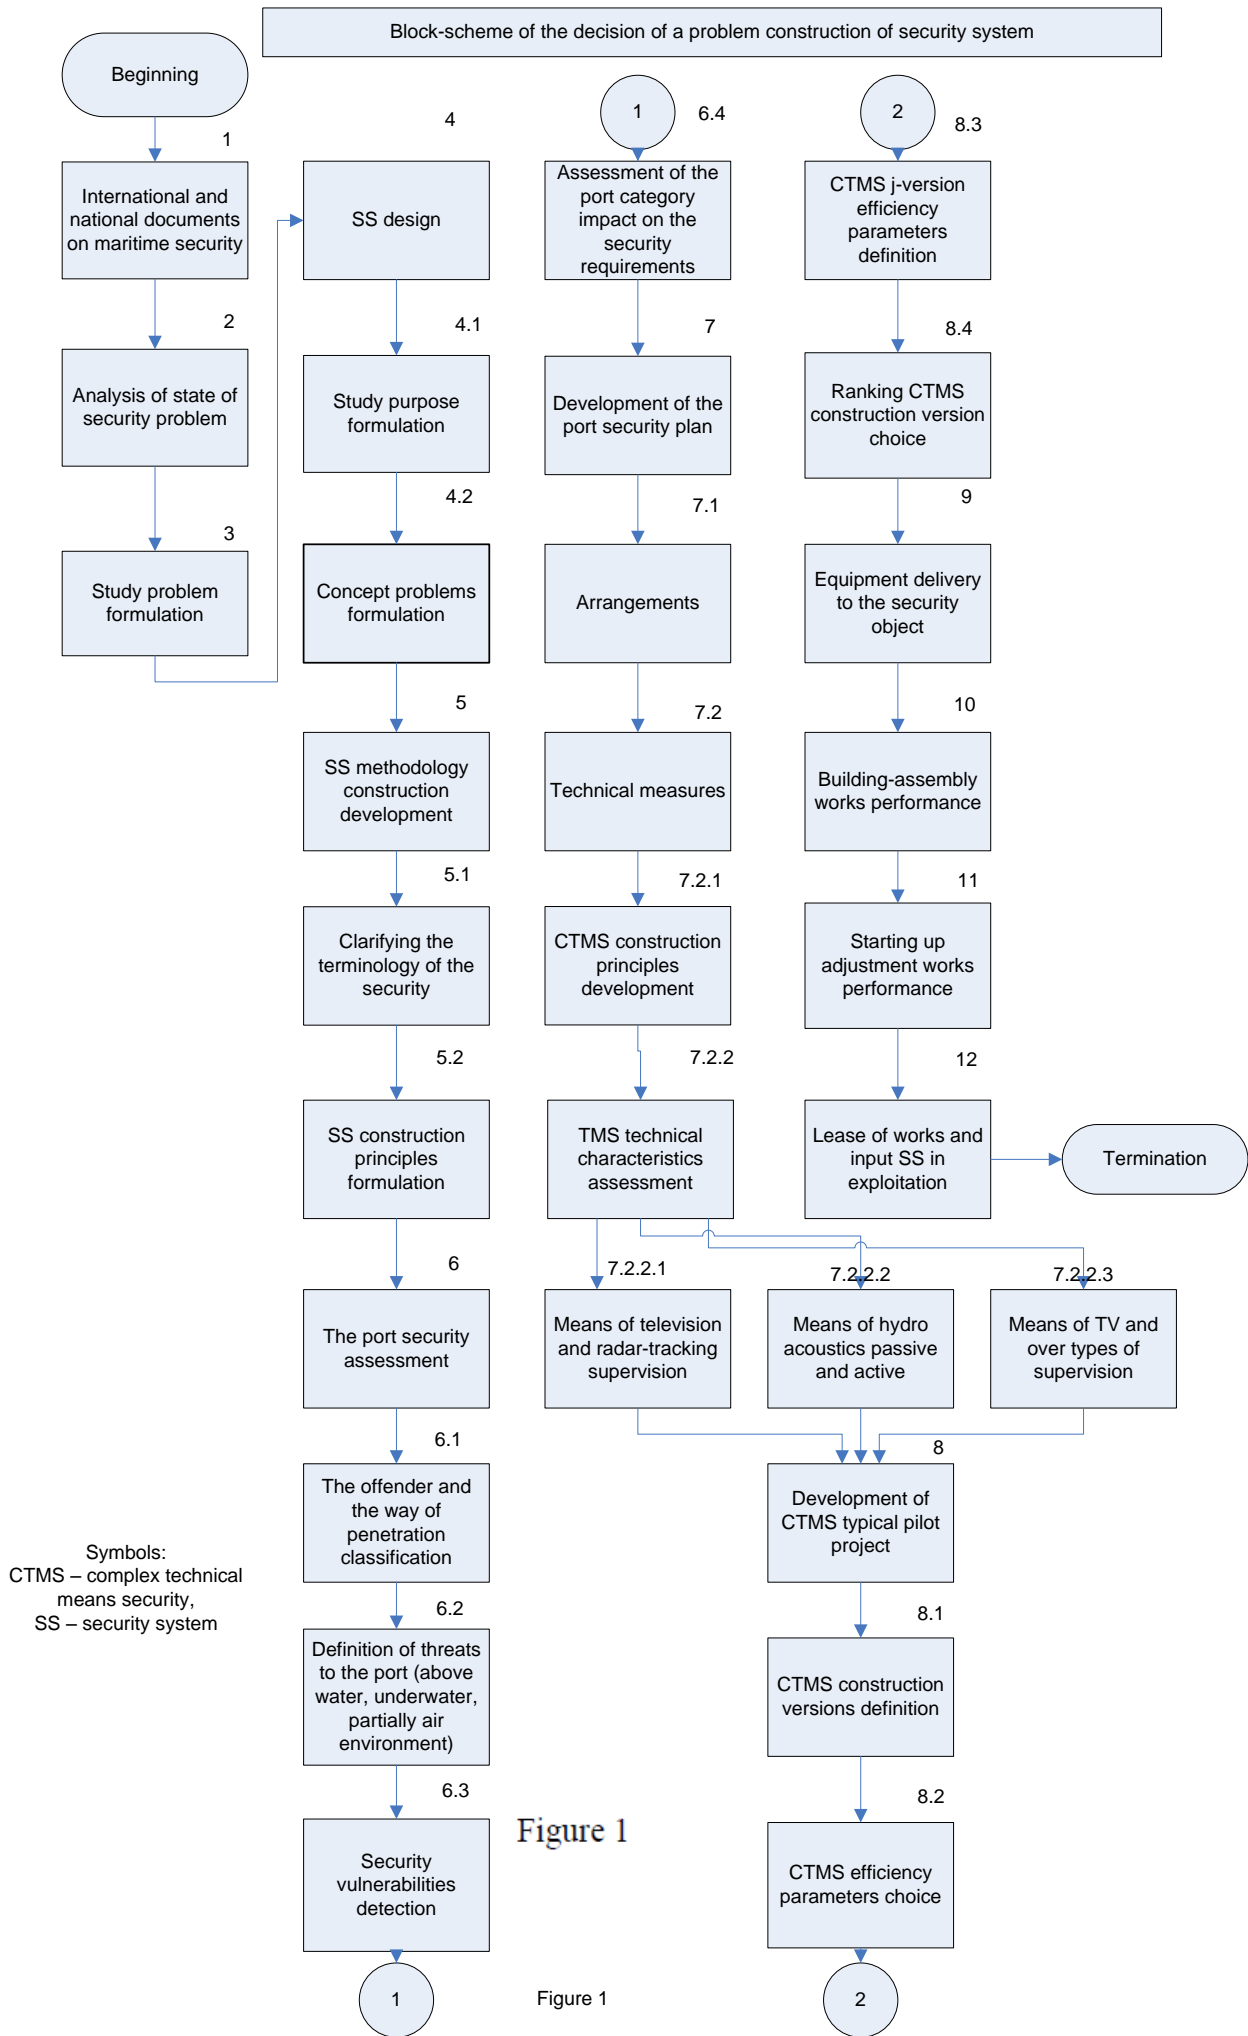 Block-scheme of the decision of a problem construction of security system
Beginning
1
International and
national documents
on maritime security
2
Analysis of state of
security problem
3
Study problem
formulation
4
SS design
4.1
Study purpose
formulation
4.2
Concept problems
formulation
5
SS methodology
construction
development
5.1
Clarifying the
terminology of the
security
5.2
SS construction
principles
formulation
6
The port security
assessment
6.1
The offender and
the way of
penetration
classification
6.2
Definition of threats
to the port (above
water, underwater,
partially air
environment)
6.3
Security
vulnerabilities
detection
1
1
6.4
Assessment of the
port category
impact on the
security
requirements
7
Development of the
port security plan
7.1
Arrangements
7.2
Technical measures
7.2.1
CTMS construction
principles
development
7.2.2
TMS technical
characteristics
assessment
7.2.2.1
Means of television
and radar-tracking
supervision
7.2.2.2
Means of hydro
acoustics passive
and active
7.2.2.3
Means of TV and
over types of
supervision
8
Development of
CTMS typical pilot
project
8.1
CTMS construction
versions definition
8.2
CTMS efficiency
parameters choice
2
2
8.3
CTMS j-version
efficiency
parameters
definition
8.4
Ranking CTMS
construction version
choice
9
Equipment delivery
to the security
object
10
Building-assembly
works performance
11
Starting up
adjustment works
performance
12
Lease of works and
input SS in
exploitation
Termination
Symbols:
CTMS – complex technical
means security,
SS – security system
Figure 1
Figure 1